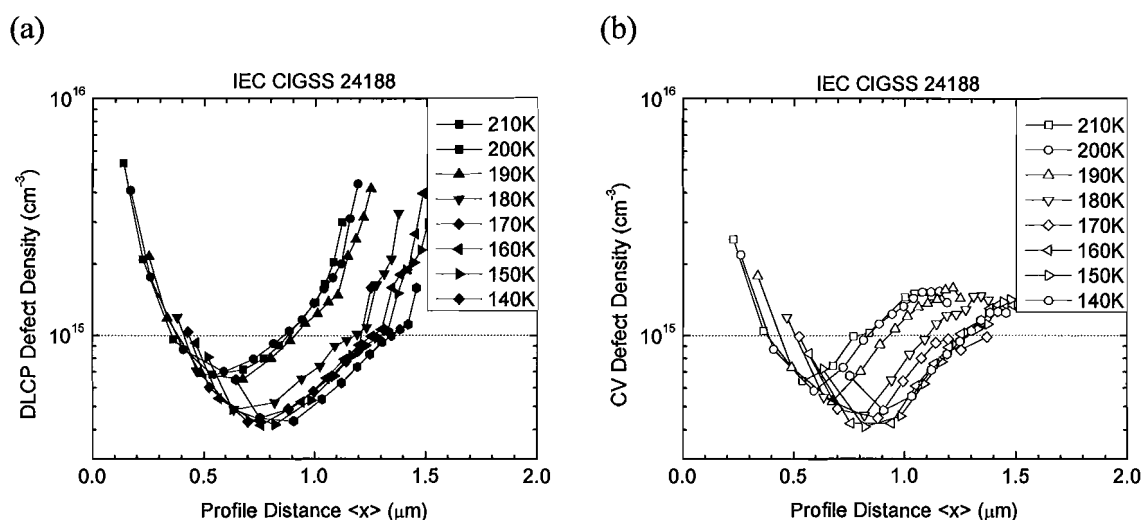 (a)
IEC CIGSS 24188
10^16
10^15
DLCP Defect Density (cm^-3)
210K
200K
190K
180K
170K
160K
150K
140K
0.0 0.5 1.0 1.5 2.0
Profile Distance <x> (μm)
(b)
IEC CIGSS 24188
10^16
10^15
CV Defect Density (cm^-3)
210K
200K
190K
180K
170K
160K
150K
140K
0.0 0.5 1.0 1.5 2.0
Profile Distance <x> (μm)